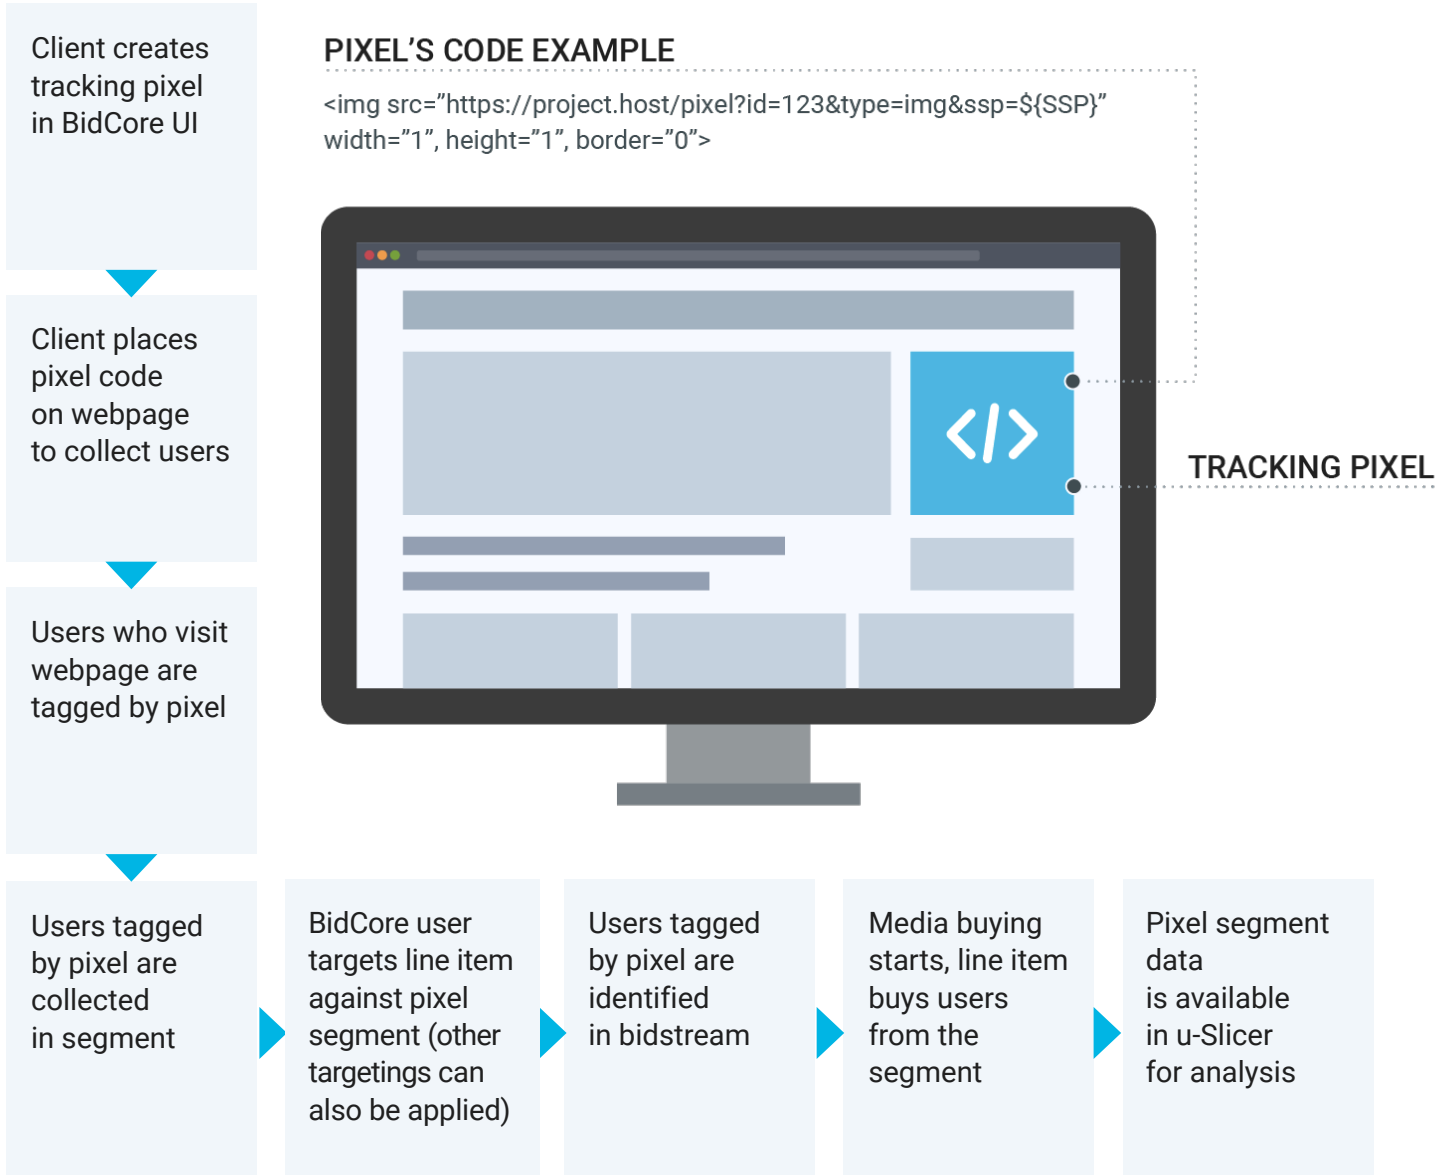 Client creates
tracking pixel
in BidCore UI
PIXEL’S CODE EXAMPLE
<img src=”https://project.host/pixel?id=123&type=img&ssp=${SSP}”
width=”1”, height=”1”, border=”0”>
Client places
pixel code
on webpage
to collect users
</>
TRACKING PIXEL
Users who visit
webpage are
tagged by pixel
Users tagged
by pixel are
collected
in segment
BidCore user
targets line item
against pixel
segment (other
targetings can
also be applied)
Users tagged
by pixel are
identified
in bidstream
Media buying
starts, line item
buys users
from the
segment
Pixel segment
data
is available
in u-Slicer
for analysis